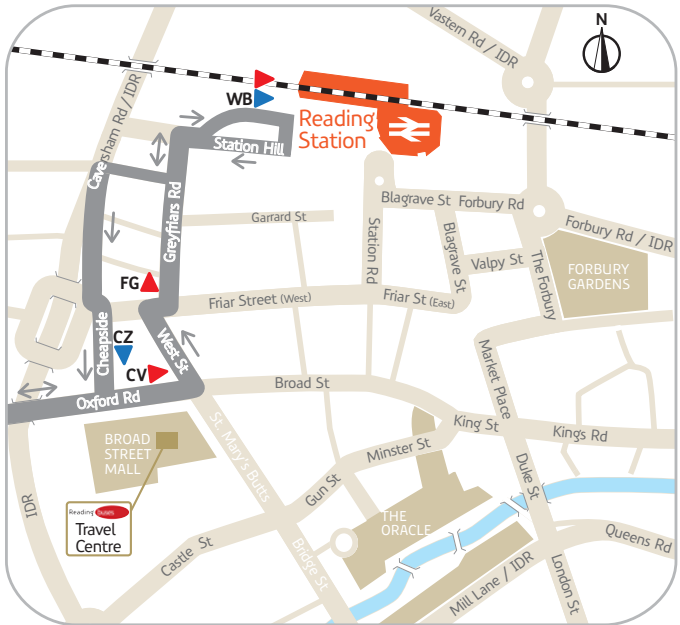 N
Vastern Rd / IDR
WB
Reading
Station
Caversham Rd / IDR
Station Hill
Greyfriars Rd
Garrard St
Blagrave St
Forbury Rd
Forbury Rd / IDR
Station Rd
Blagrave St
Valpy St
The Forbury
FORBURY
GARDENS
FG
Friar Street (West)
Friar St (East)
Cheapside
CZ
West St
CV
Market Place
Broad St
Oxford Rd
King St
Kings Rd
BROAD
STREET
MALL
St. Mary's Butts
Minster St
Gun St
Duke St
IDR
Reading Buses
Travel
Centre
THE
ORACLE
Castle St
Bridge St
Queens Rd
Mill Lane / IDR
London St